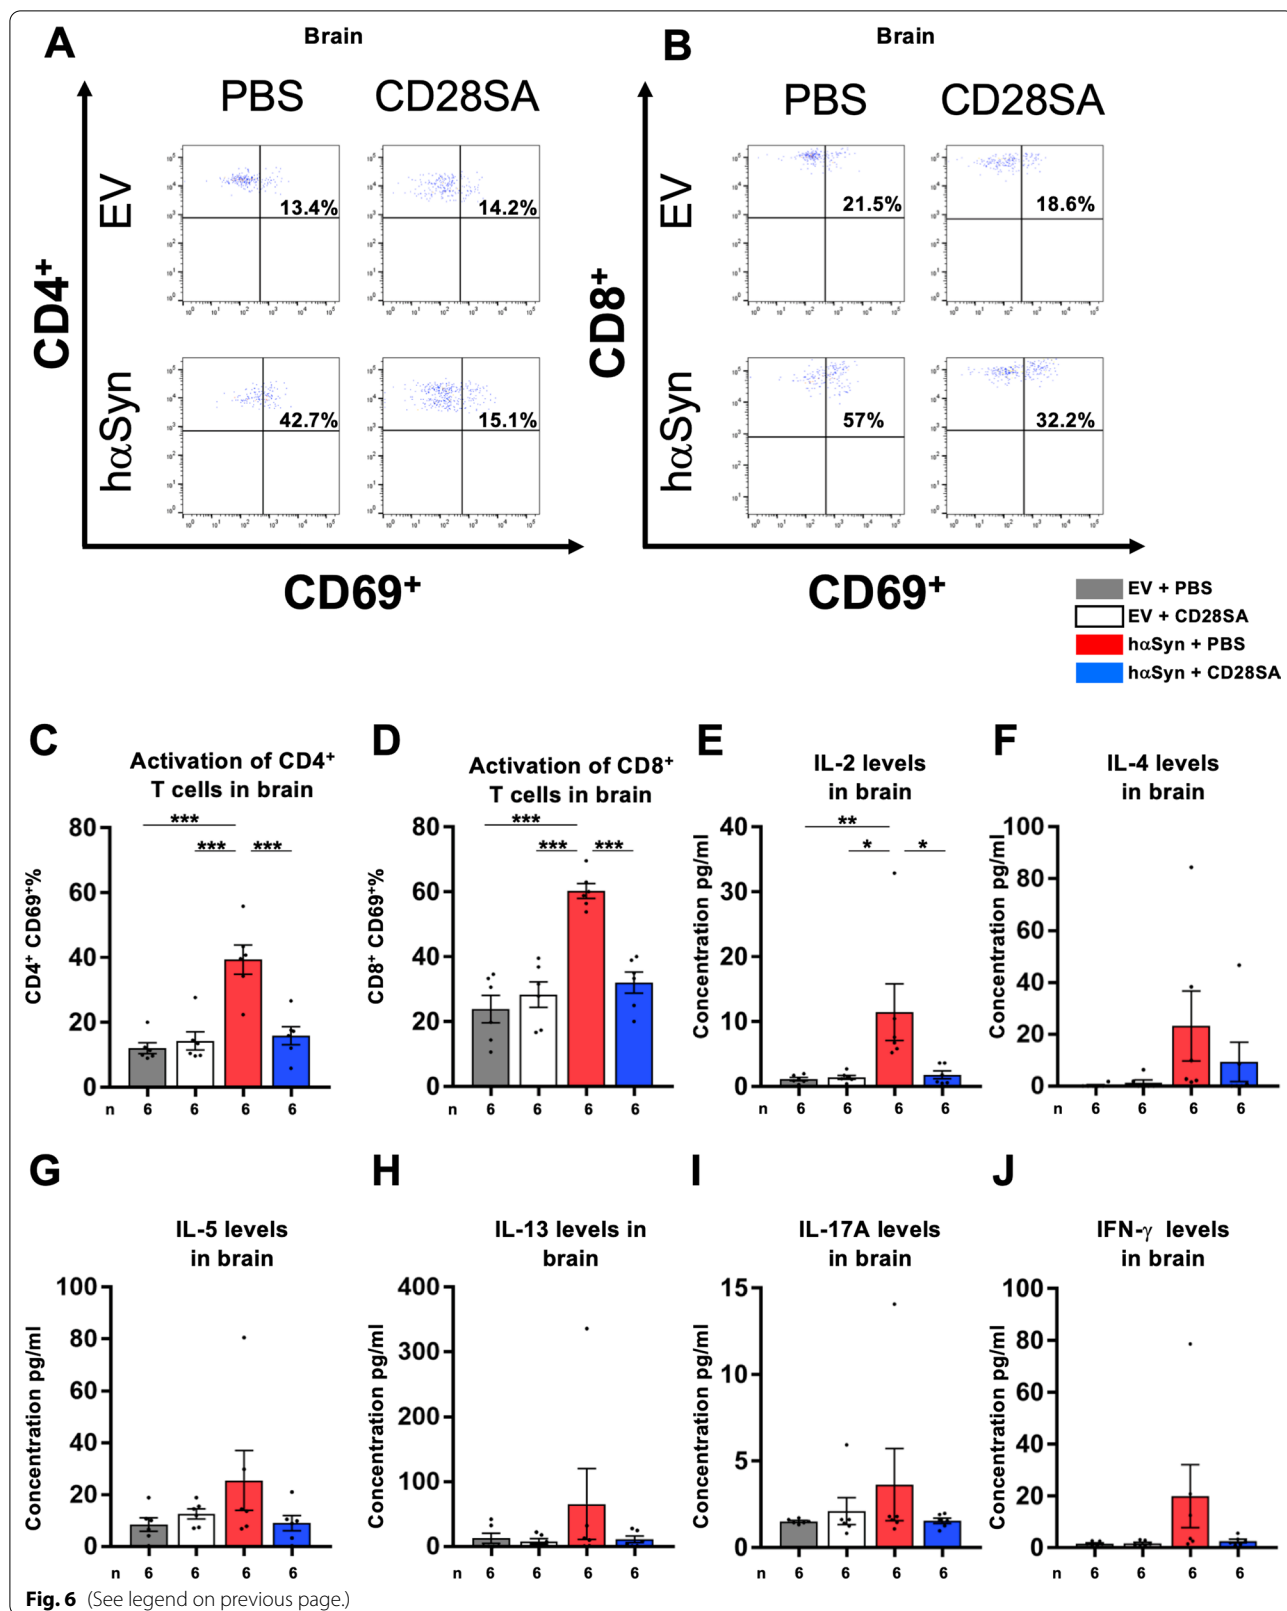 A
Brain
PBS
CD28SA
EV
13.4%
14.2%
hαSyn
42.7%
15.1%
CD4⁺
CD69⁺
B
Brain
PBS
CD28SA
21.5%
18.6%
EV
hαSyn
57%
32.2%
CD8⁺
CD69⁺
EV + PBS
EV + CD28SA
hαSyn + PBS
hαSyn + CD28SA
C
Activation of CD4⁺
T cells in brain
***
*** ***
CD4⁺ CD69⁺%
80
60
40
20
0
n 6 6 6 6
D
Activation of CD8⁺
T cells in brain
***
*** ***
CD8⁺ CD69⁺%
80
60
40
20
0
n 6 6 6 6
E
IL-2 levels
in brain
**
* *
Concentration pg/ml
40
30
20
10
0
n 6 6 6 6
F
IL-4 levels
in brain
Concentration pg/ml
100
80
60
40
20
0
n 6 6 6 6
G
IL-5 levels
in brain
Concentration pg/ml
100
80
60
40
20
0
n 6 6 6 6
H
IL-13 levels in
brain
Concentration pg/ml
400
300
200
100
0
n 6 6 6 6
I
IL-17A levels
in brain
Concentration pg/ml
15
10
5
0
n 6 6 6 6
J
IFN-γ levels
in brain
Concentration pg/ml
100
80
60
40
20
0
n 6 6 6 6
Fig. 6 (See legend on previous page.)